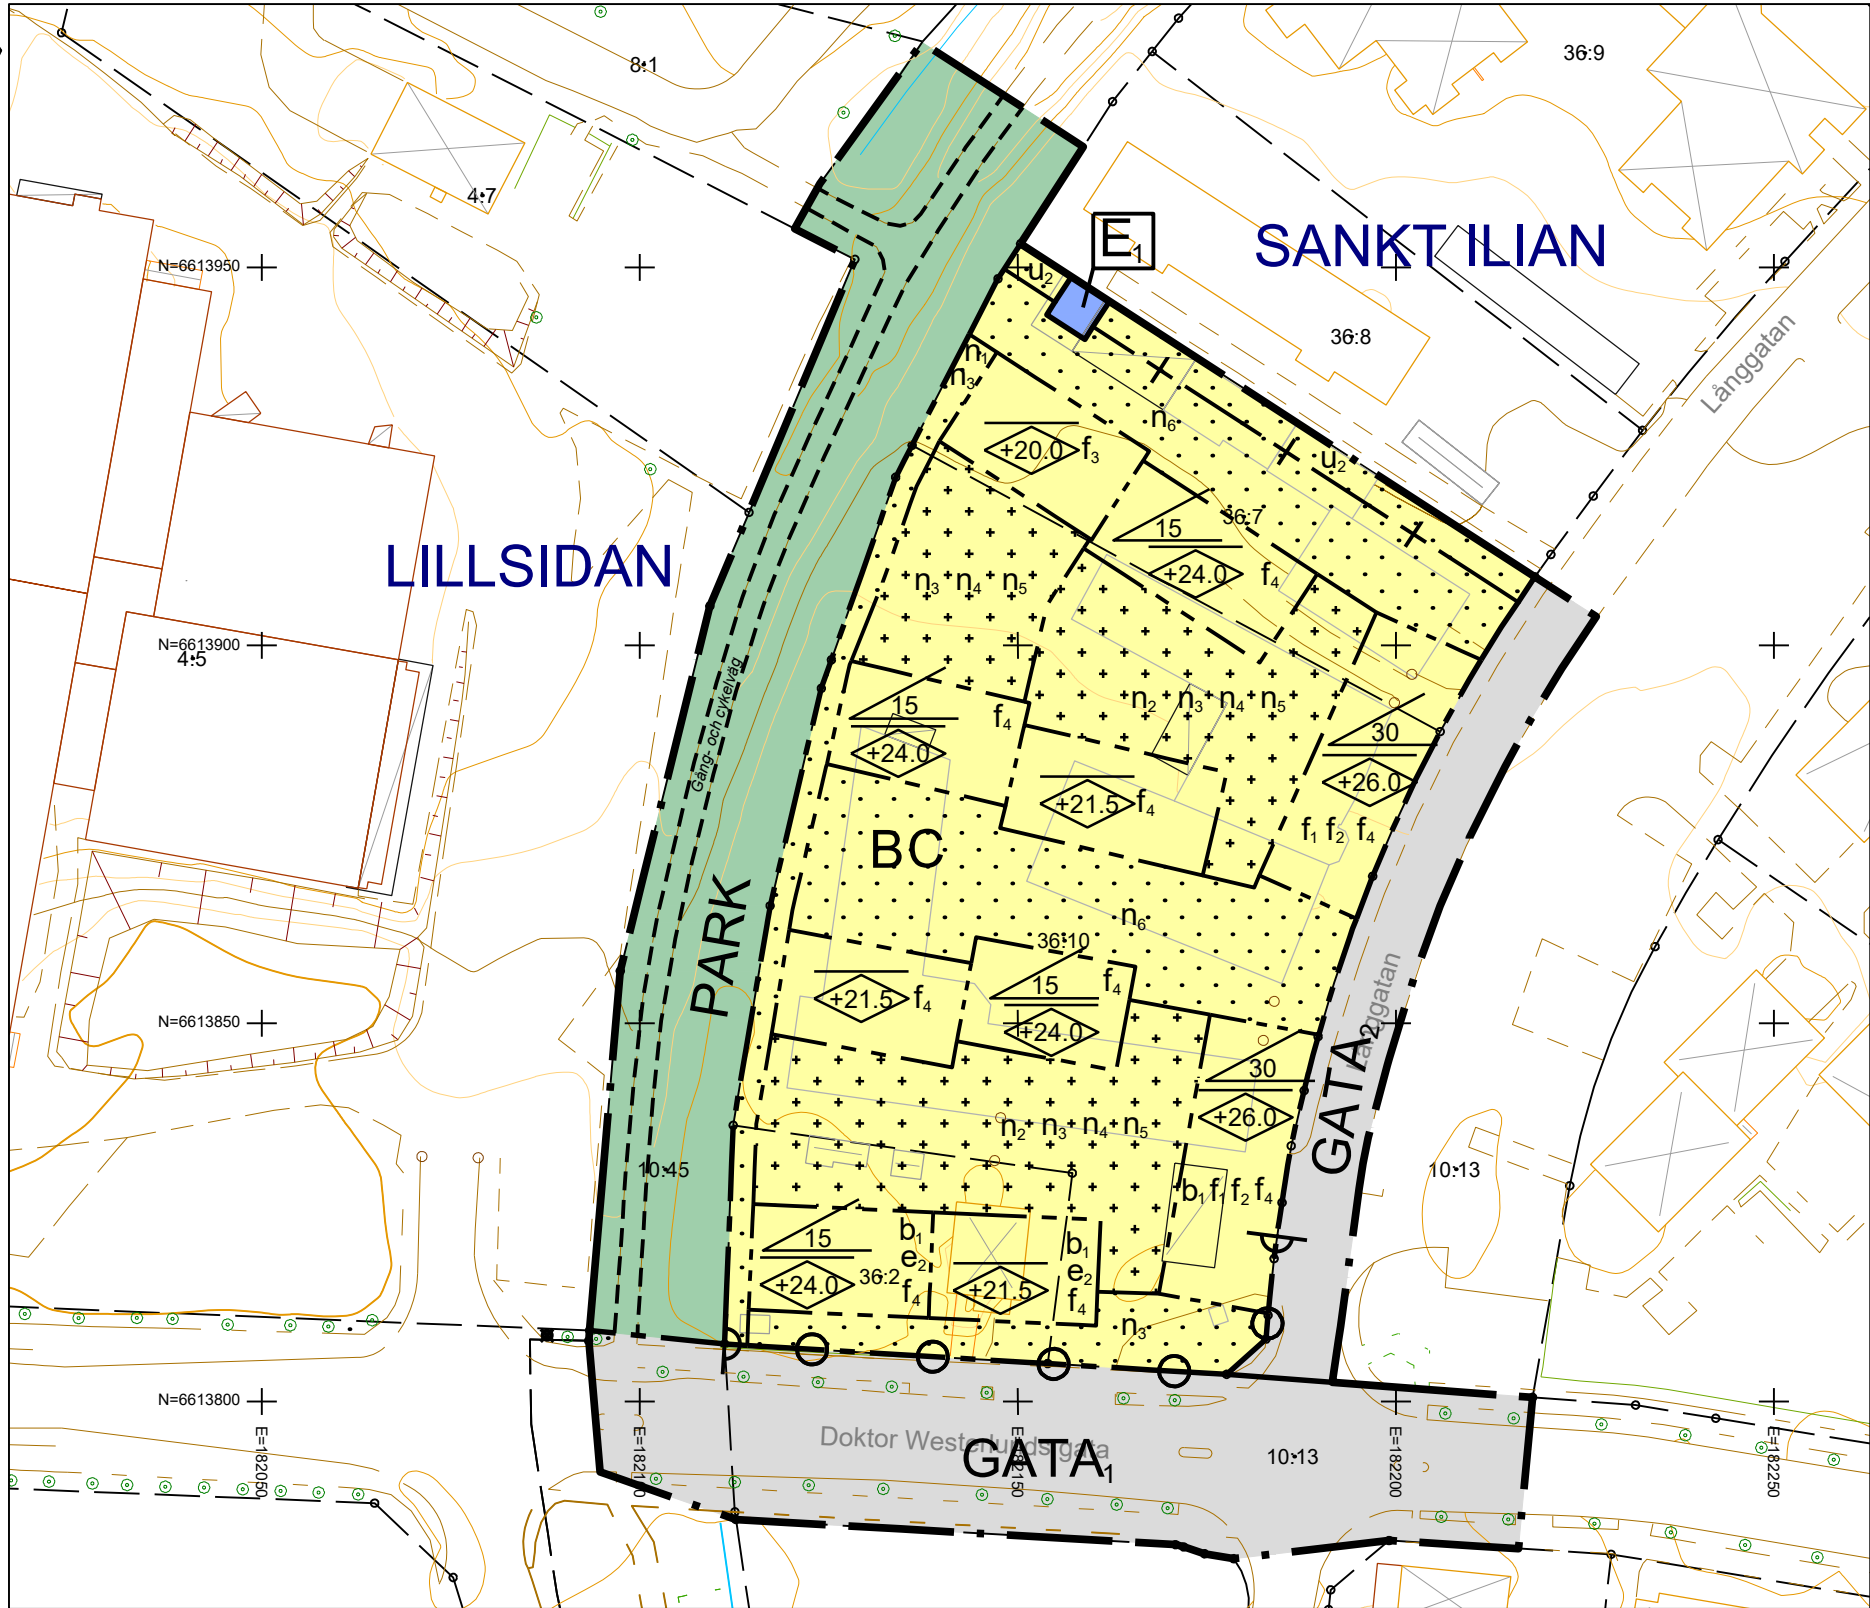 8:1
36:9
4:7
E1
SANKT ILIAN
N=6613950
u2
36:8
Långgatan
n1
n3
n6
+20.0 f3
u2
15
36:7
LILLSIDAN
+24.0 f4
n3 n4 n5
N=6613900
4:5
Gång- och cykelväg
n2 n3 n4 n5
15
f4
30
+24.0
+26.0
+21.5 f4
f1 f2 f4
BC
PARK
n6
36:10
Långgatan
15
f4
+21.5 f4
N=6613850
+24.0
GATA2
30
+26.0
n2 n3 n4 n5
10:45
10:13
b1 f1 f2 f4
15
b1
e2
f4
b1
e2
f4
+24.0
36:2
+21.5
n3
N=6613800
E=182050
E=182100
E=182150
E=182200
E=182250
Doktor Westerlunds gata
GATA1
10:13